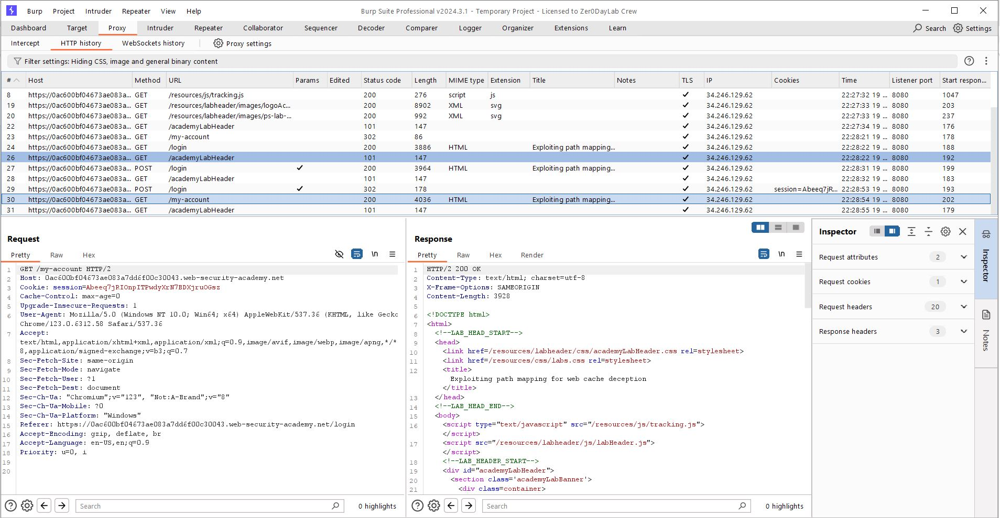 Burp Project Intruder Repeater View Help Burp Suite Professional v2024.3.1 - Temporary Project - Licensed to Zer0DayLab Crew
Dashboard Target Proxy Intruder Repeater Collaborator Sequencer Decoder Comparer Logger Organizer Extensions Learn Search Settings
Intercept HTTP history WebSockets history Proxy settings
Filter settings: Hiding CSS, image and general binary content
# Host Method URL Params Edited Status code Length MIME type Extension Title Notes TLS IP Cookies Time Listener port Start respon...
8 https://0ac600bf04673ae083a... GET /resources/js/tracking.js 200 276 script js ✓ 34.246.129.62 22:27:32 19 ... 8080 1047
19 https://0ac600bf04673ae083a... GET /resources/labheader/images/logoAc... 200 8902 XML svg ✓ 34.246.129.62 22:27:33 19 ... 8080 203
20 https://0ac600bf04673ae083a... GET /resources/labheader/images/ps-lab-... 200 992 XML svg ✓ 34.246.129.62 22:27:33 19 ... 8080 237
22 https://0ac600bf04673ae083a... GET /academyLabHeader 101 147 ✓ 34.246.129.62 22:27:34 19 ... 8080 176
23 https://0ac600bf04673ae083a... GET /my-account 302 86 ✓ 34.246.129.62 22:28:21 19 ... 8080 178
24 https://0ac600bf04673ae083a... GET /login 200 3886 HTML Exploiting path mapping... ✓ 34.246.129.62 22:28:22 19 ... 8080 188
26 https://0ac600bf04673ae083a... GET /academyLabHeader 101 147 ✓ 34.246.129.62 22:28:22 19 ... 8080 192
27 https://0ac600bf04673ae083a... POST /login ✓ 200 3964 HTML Exploiting path mapping... ✓ 34.246.129.62 22:28:31 19 ... 8080 199
28 https://0ac600bf04673ae083a... GET /academyLabHeader 101 147 ✓ 34.246.129.62 22:28:32 19 ... 8080 183
29 https://0ac600bf04673ae083a... POST /login ✓ 302 178 ✓ 34.246.129.62 session=Abeeq7jR... 22:28:53 19 ... 8080 193
30 https://0ac600bf04673ae083a... GET /my-account 200 4036 HTML Exploiting path mapping... ✓ 34.246.129.62 22:28:54 19 ... 8080 202
31 https://0ac600bf04673ae083a... GET /academyLabHeader 101 147 ✓ 34.246.129.62 22:28:55 19 ... 8080 179
Request
Pretty Raw Hex \n
1 GET /my-account HTTP/2
2 Host: 0ac600bf04673ae083a7dd6f00c30043.web-security-academy.net
3 Cookie: session=Abeeq7jRIOnpITPwdyXrN7BDXjruOGsz
4 Cache-Control: max-age=0
5 Upgrade-Insecure-Requests: 1
6 User-Agent: Mozilla/5.0 (Windows NT 10.0; Win64; x64) AppleWebKit/537.36 (KHTML, like Gecko
Chrome/123.0.6312.58 Safari/537.36
7 Accept:
text/html,application/xhtml+xml,application/xml;q=0.9,image/avif,image/webp,image/apng,*/*
8,application/signed-exchange;v=b3;q=0.7
8 Sec-Fetch-Site: same-origin
9 Sec-Fetch-Mode: navigate
10 Sec-Fetch-User: ?1
11 Sec-Fetch-Dest: document
12 Sec-Ch-Ua: "Chromium";v="123", "Not:A-Brand";v="8"
13 Sec-Ch-Ua-Mobile: ?0
14 Sec-Ch-Ua-Platform: "Windows"
15 Referer: https://0ac600bf04673ae083a7dd6f00c30043.web-security-academy.net/login
16 Accept-Encoding: gzip, deflate, br
17 Accept-Language: en-US,en;q=0.9
18 Priority: u=0, i
19
20
Search 0 highlights
Response
Pretty Raw Hex Render \n
1 HTTP/2 200 OK
2 Content-Type: text/html; charset=utf-8
3 X-Frame-Options: SAMEORIGIN
4 Content-Length: 3928
5
6 <!DOCTYPE html>
7 <html>
8 <!--LAB_HEAD_START-->
9 <head>
10 <link href=/resources/labheader/css/academyLabHeader.css rel=stylesheet>
11 <link href=/resources/css/labs.css rel=stylesheet>
12 <title>
Exploiting path mapping for web cache deception
</title>
13 </head>
14 <!--LAB_HEAD_END-->
15 <body>
16 <script type="text/javascript" src="/resources/js/tracking.js">
</script>
17 <script src="/resources/labheader/js/labHeader.js">
</script>
18 <!--LAB_HEADER_START-->
19 <div id="academyLabHeader">
20 <section class='academyLabBanner'>
21 <div class=container>
Search 0 highlights
Inspector
Request attributes 2
Request cookies 1
Request headers 20
Response headers 3
Inspector
Notes